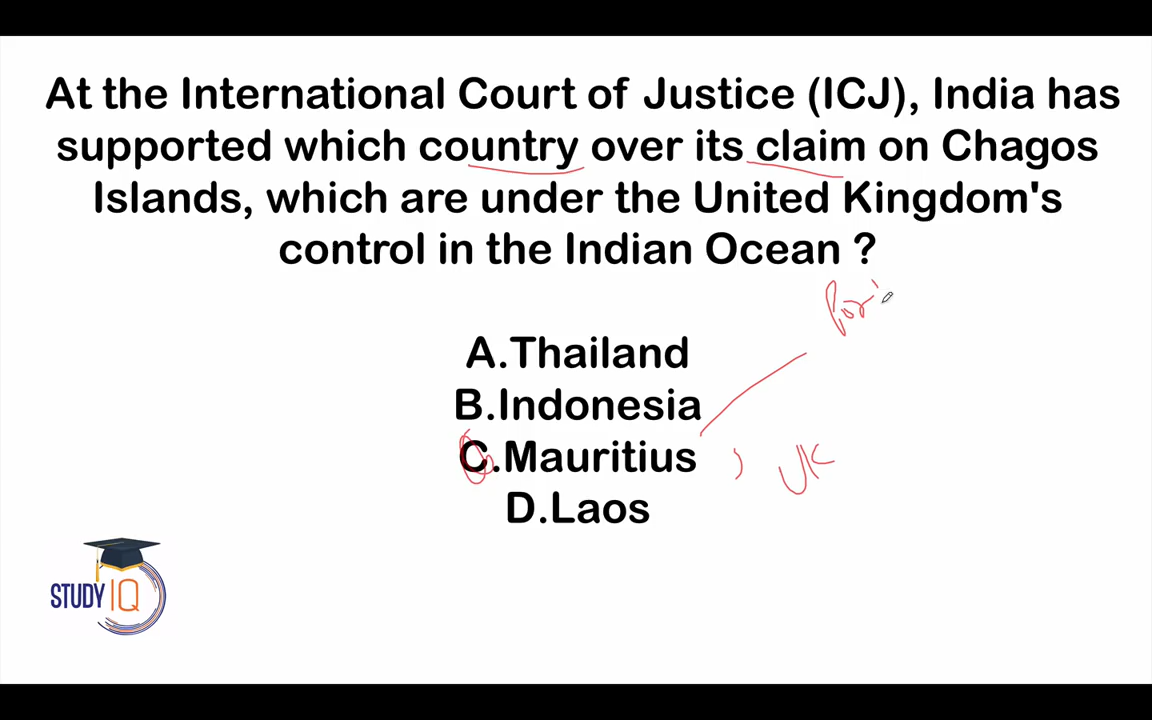 At the International Court of Justice (ICJ), India has
supported which country over its claim on Chagos
Islands, which are under the United Kingdom's
control in the Indian Ocean ?
A.Thailand
B.Indonesia
C.Mauritius
UK
D.Laos
STUDY IQ